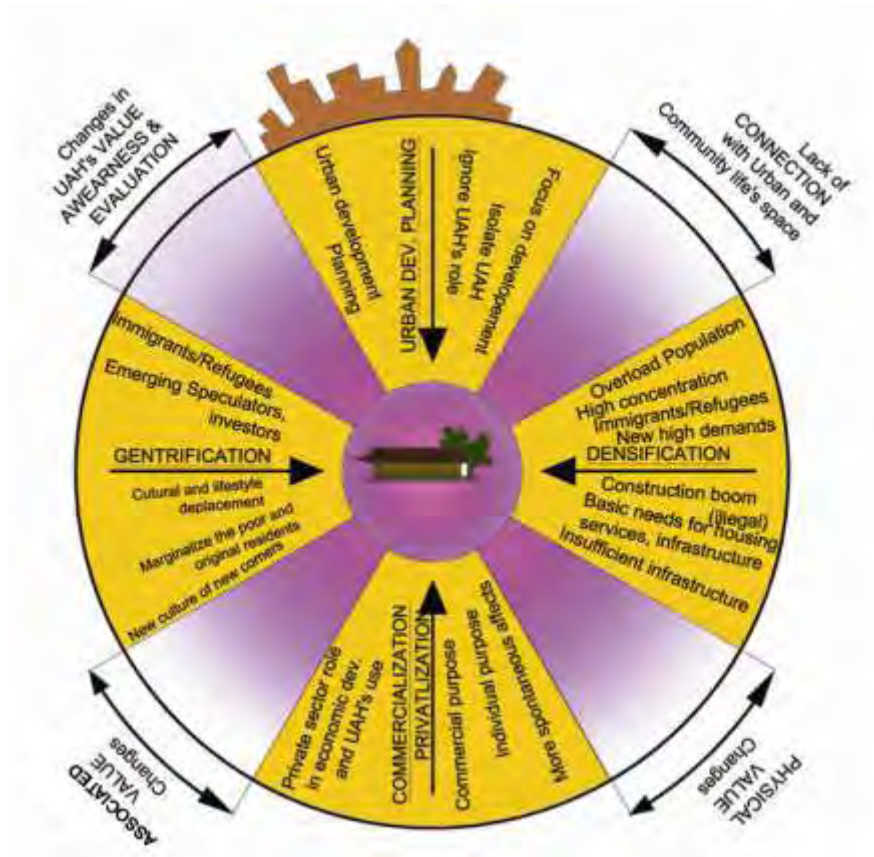 Changes in
UAH's VALUE
AWEARNESS &
EVALUATION
Lack of
CONNECTION
with Urban and
Community life's space
Urban development
Planning
URBAN DEV. PLANNING
Ignore UAH's role
Isolate UAH
Focus on developement
Immigrants/Refugees
Emerging Speculators,
investors
GENTRIFICATION
Cutural and lifestyle
deplacement
Marginalize the poor and
original residents
New culture of new comers
Overload Population
High concentration
Immigrants/Refugees
New high demands
DENSIFICATION
Construction boom
(illegal)
Basic needs for housing
services, infrastructure
Insufficient infrastructure
Private sector role
in economic dev.
and UAH's use
COMMERCIALIZATION
PRIVATLIZATION
Commercial purpose
Individual purpose
More spontaneous affects
ASSOCIATED
VALUE
Changes
PHYSICAL
VALUE
Changes